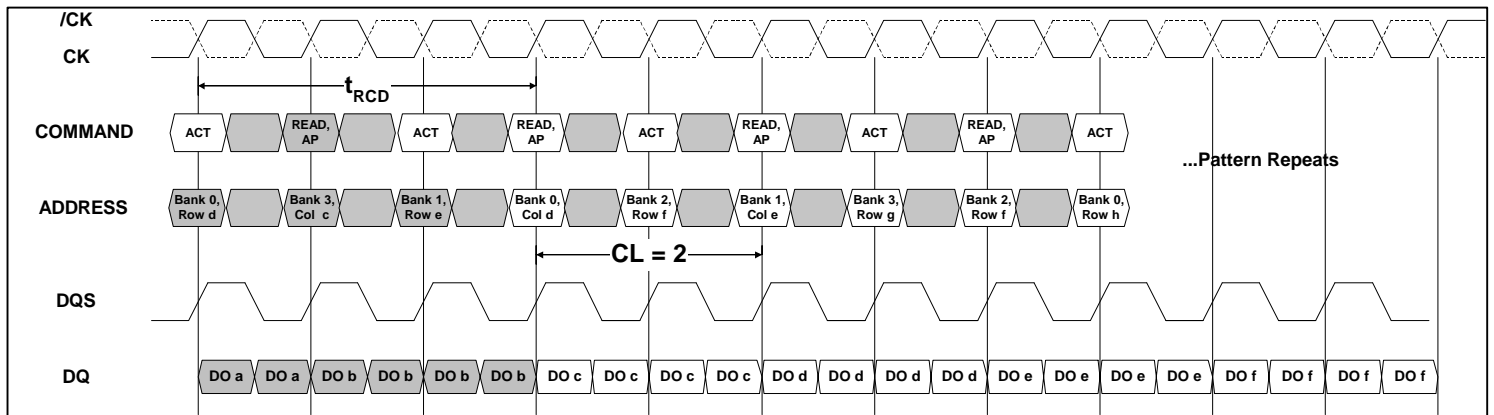 /CK
CK
tRCD
COMMAND
ACT
READ,
AP
ACT
READ,
AP
ACT
READ,
AP
ACT
READ,
AP
ACT
...Pattern Repeats
ADDRESS
Bank 0,
Row d
Bank 3,
Col c
Bank 1,
Row e
Bank 0,
Col d
Bank 2,
Row f
Bank 1,
Col e
Bank 3,
Row g
Bank 2,
Row f
Bank 0,
Row h
CL = 2
DQS
DQ
DO a
DO a
DO b
DO b
DO b
DO b
DO c
DO c
DO c
DO c
DO d
DO d
DO d
DO d
DO e
DO e
DO e
DO e
DO f
DO f
DO f
DO f